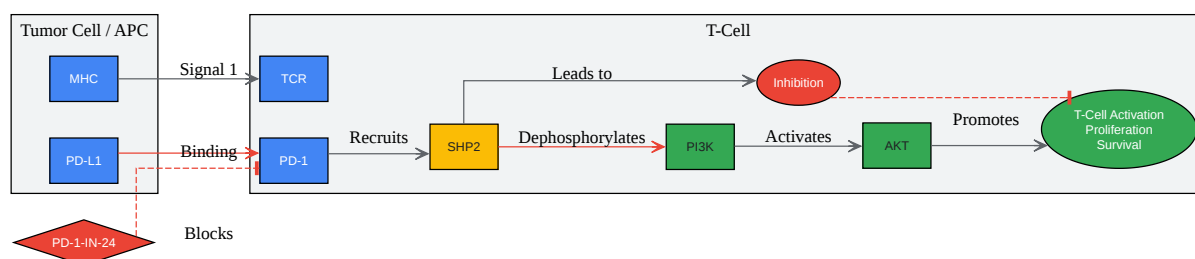 Tumor Cell / APC
T-Cell
MHC
Signal 1
TCR
Leads to
Inhibition
PD-L1
Binding
PD-1
Recruits
SHP2
Dephosphorylates
PI3K
Activates
AKT
Promotes
T-Cell Activation
Proliferation
Survival
PD-1-IN-24
Blocks